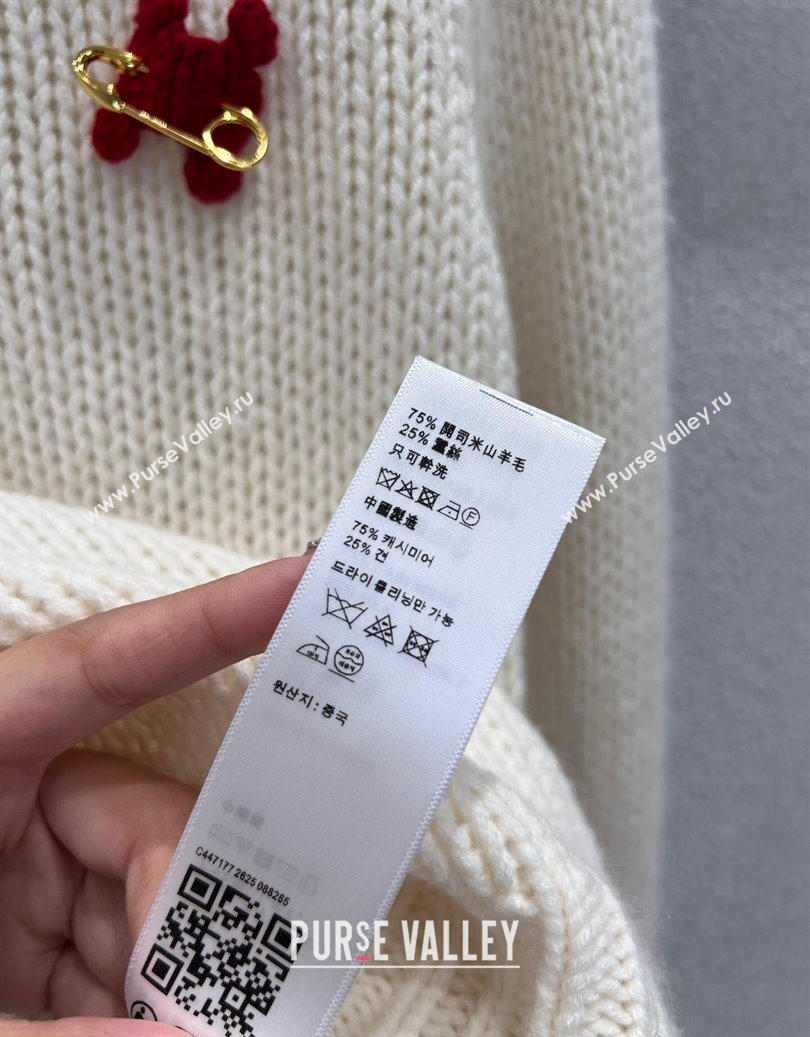 75% 開司米山羊毛
25% 蠶絲
只可幹洗
F
中國製造
75% 캐시미어
25% 견
드라이 클리닝만 가능
원산지: 중국
C447177 2625 088285
www.PurseValley.ru
www.PurseValley.ru
PURSE VALLEY